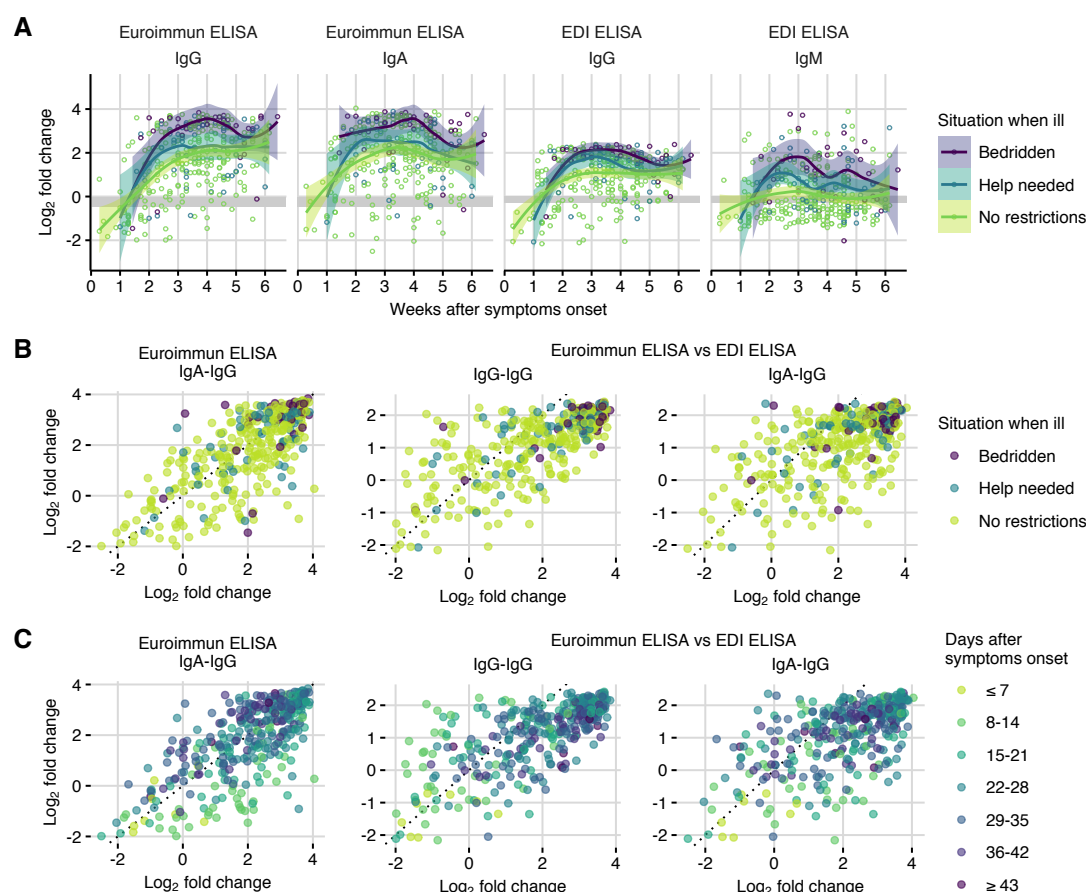 A
Euroimmun ELISA
IgG
Euroimmun ELISA
IgA
EDI ELISA
IgG
EDI ELISA
IgM
Log₂ fold change
4
2
0
-2
0 1 2 3 4 5 6
0 1 2 3 4 5 6
0 1 2 3 4 5 6
0 1 2 3 4 5 6
Weeks after symptoms onset
Situation when ill
Bedridden
Help needed
No restrictions
B
Euroimmun ELISA
IgA-IgG
Euroimmun ELISA vs EDI ELISA
IgG-IgG
IgA-IgG
Log₂ fold change
4
2
0
-2
-2 0 2 4
Log₂ fold change
2
1
0
-1
-2
-2 0 2 4
Log₂ fold change
2
1
0
-1
-2
-2 0 2 4
Log₂ fold change
Situation when ill
Bedridden
Help needed
No restrictions
C
Euroimmun ELISA
IgA-IgG
Euroimmun ELISA vs EDI ELISA
IgG-IgG
IgA-IgG
Log₂ fold change
4
2
0
-2
-2 0 2 4
Log₂ fold change
2
1
0
-1
-2
-2 0 2 4
Log₂ fold change
2
1
0
-1
-2
-2 0 2 4
Log₂ fold change
Days after
symptoms onset
≤ 7
8-14
15-21
22-28
29-35
36-42
≥ 43